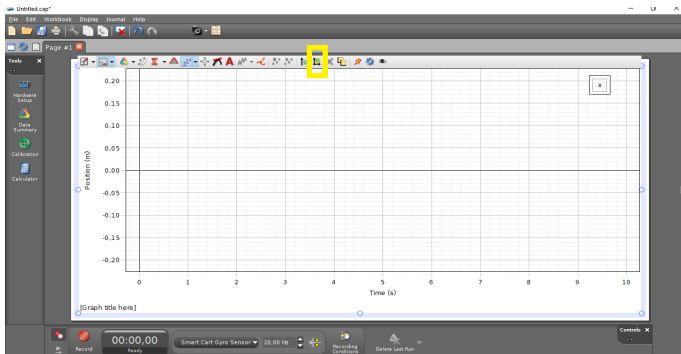 Untitled.cap*
File Edit Workbook Display Journal Help
Page #1
Tools
Hardware
Setup
Data
Summary
Calibration
Calculator
A
x
0.20
0.15
0.10
0.05
0.00
-0.05
-0.10
-0.15
-0.20
Position (m)
0 1 2 3 4 5 6 7 8 9 10
Time (s)
[Graph title here]
Controls
Record
00:00,00
Ready
Smart Cart Gyro Sensor
20,00 Hz
Recording
Conditions
Delete Last Run